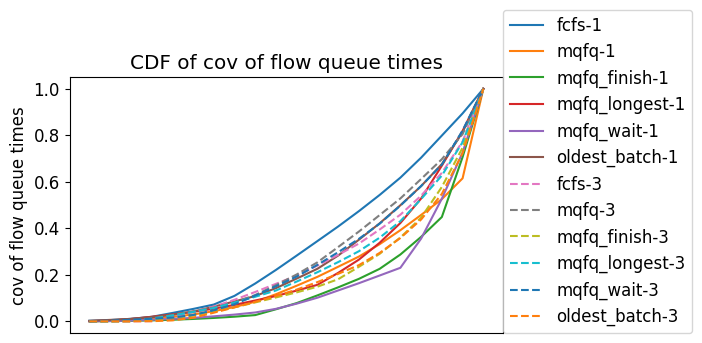 CDF of cov of flow queue times
cov of flow queue times
1.0
0.8
0.6
0.4
0.2
0.0
fcfs-1
mqfq-1
mqfq_finish-1
mqfq_longest-1
mqfq_wait-1
oldest_batch-1
fcfs-3
mqfq-3
mqfq_finish-3
mqfq_longest-3
mqfq_wait-3
oldest_batch-3